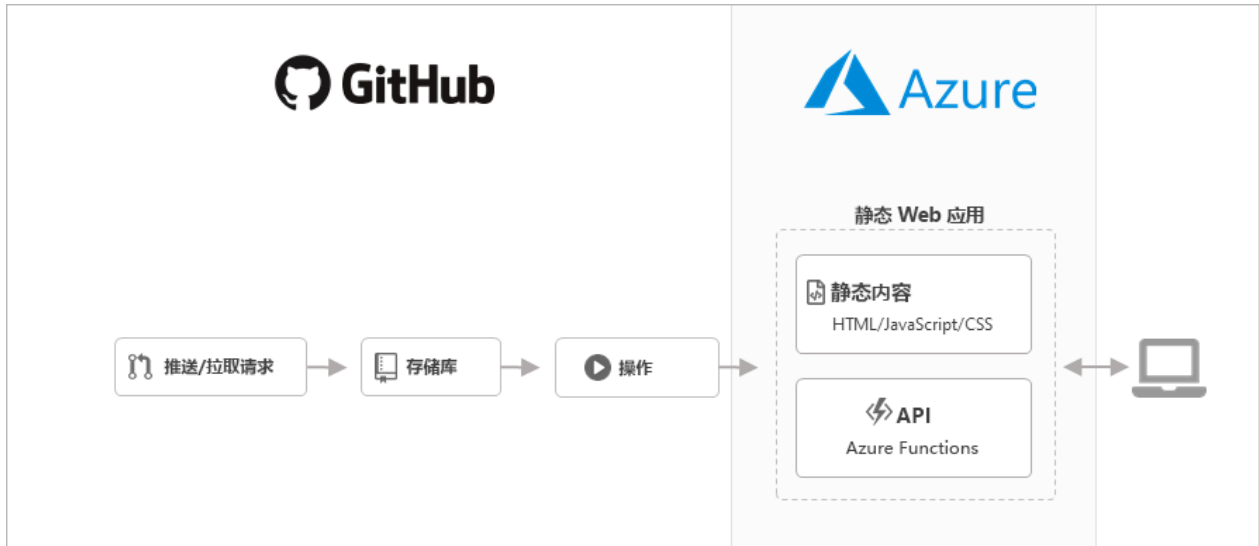 GitHub
Azure
静态 Web 应用
静态内容
HTML/JavaScript/CSS
推送/拉取请求
存储库
操作
API
Azure Functions